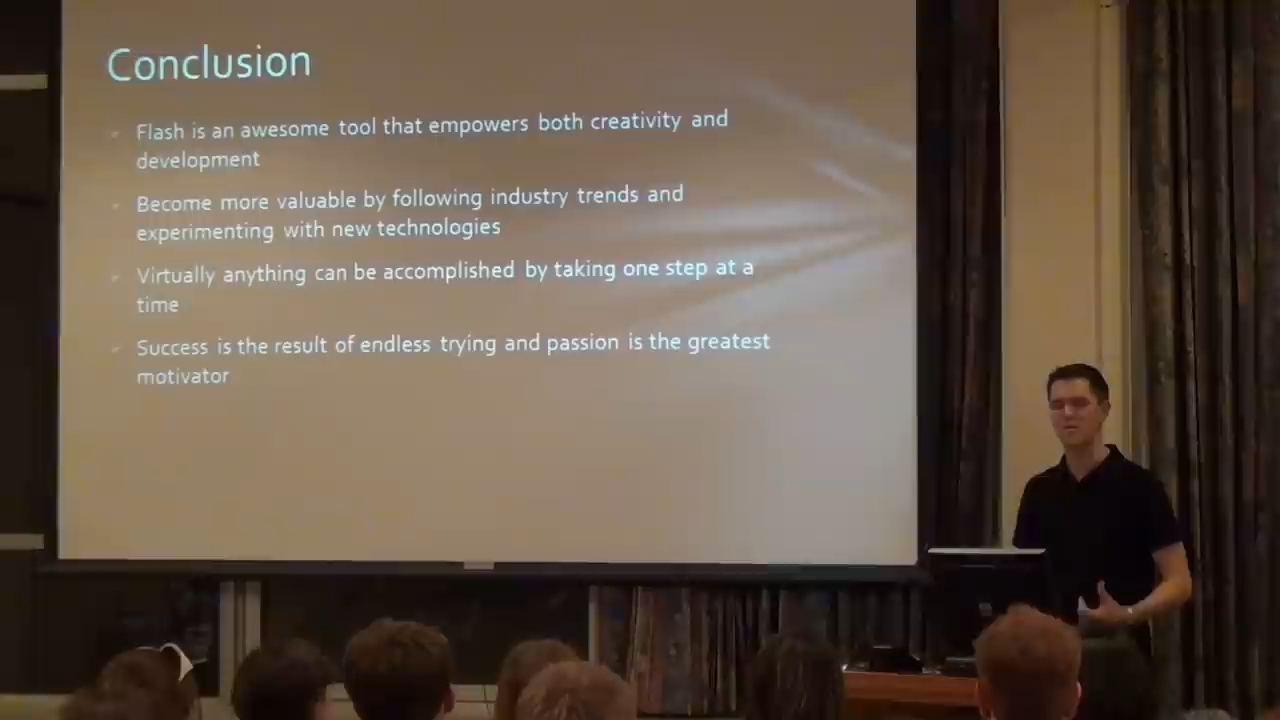 Conclusion
Flash is an awesome tool that empowers both creativity and
development
Become more valuable by following industry trends and
experimenting with new technologies
Virtually anything can be accomplished by taking one step at a
time
Success is the result of endless trying and passion is the greatest
motivator